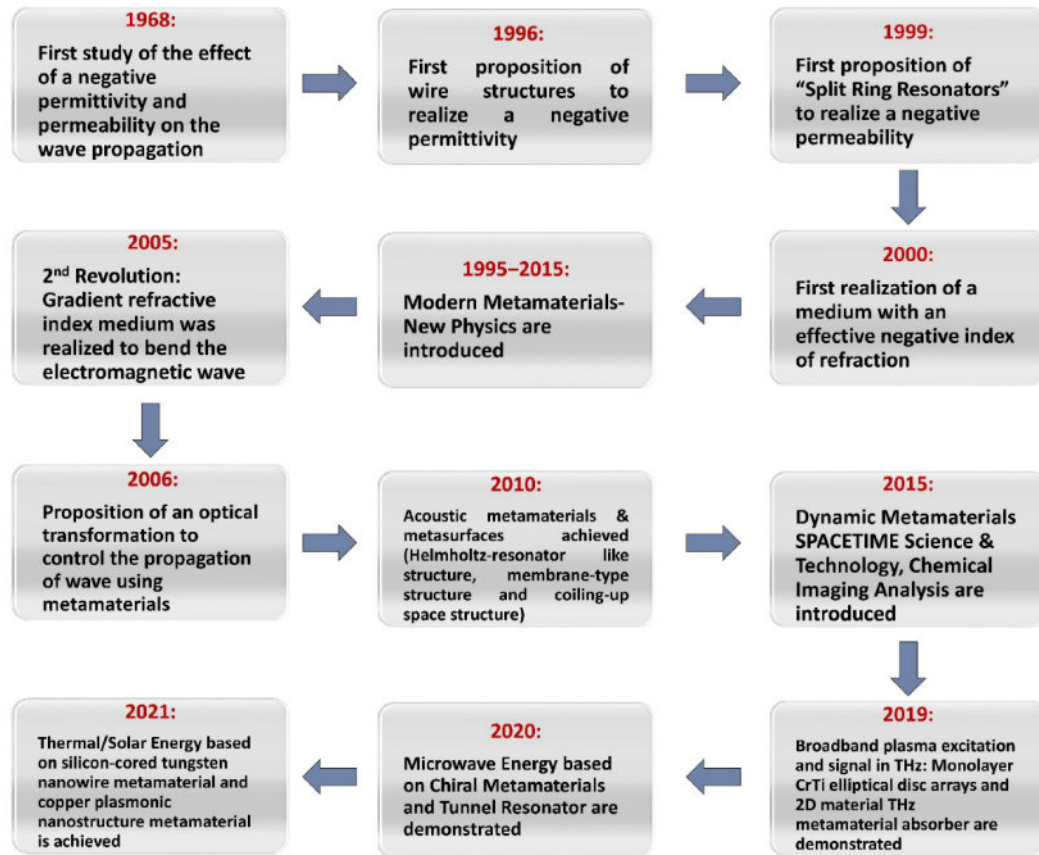 1968:
First study of the effect
of a negative
permittivity and
permeability on the
wave propagation
1996:
First proposition of
wire structures to
realize a negative
permittivity
1999:
First proposition of
“Split Ring Resonators”
to realize a negative
permeability
2000:
First realization of a
medium with an
effective negative index
of refraction
1995–2015:
Modern Metamaterials-
New Physics are
introduced
2005:
2nd Revolution:
Gradient refractive
index medium was
realized to bend the
electromagnetic wave
2006:
Proposition of an optical
transformation to
control the propagation
of wave using
metamaterials
2010:
Acoustic metamaterials &
metasurfaces achieved
(Helmholtz-resonator like
structure, membrane-type
structure and coiling-up
space structure)
2015:
Dynamic Metamaterials
SPACETIME Science &
Technology, Chemical
Imaging Analysis are
introduced
2019:
Broadband plasma excitation
and signal in THz: Monolayer
CrTi elliptical disc arrays and
2D material THz
metamaterial absorber are
demonstrated
2020:
Microwave Energy based
on Chiral Metamaterials
and Tunnel Resonator are
demonstrated
2021:
Thermal/Solar Energy based
on silicon-cored tungsten
nanowire metamaterial and
copper plasmonic
nanostructure metamaterial
is achieved